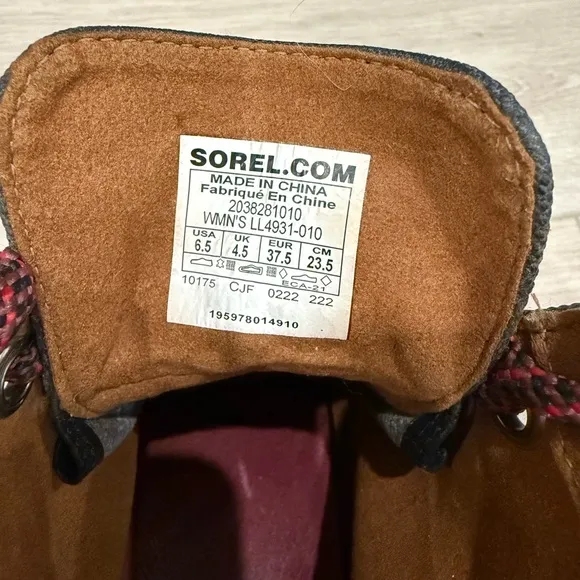 SOREL.COM
MADE IN CHINA
Fabriqué En Chine
2038281010
WMN'S LL4931-010
USA UK EUR CM
6.5 4.5 37.5 23.5
ECA-21
10175 CJF 0222 222
195978014910